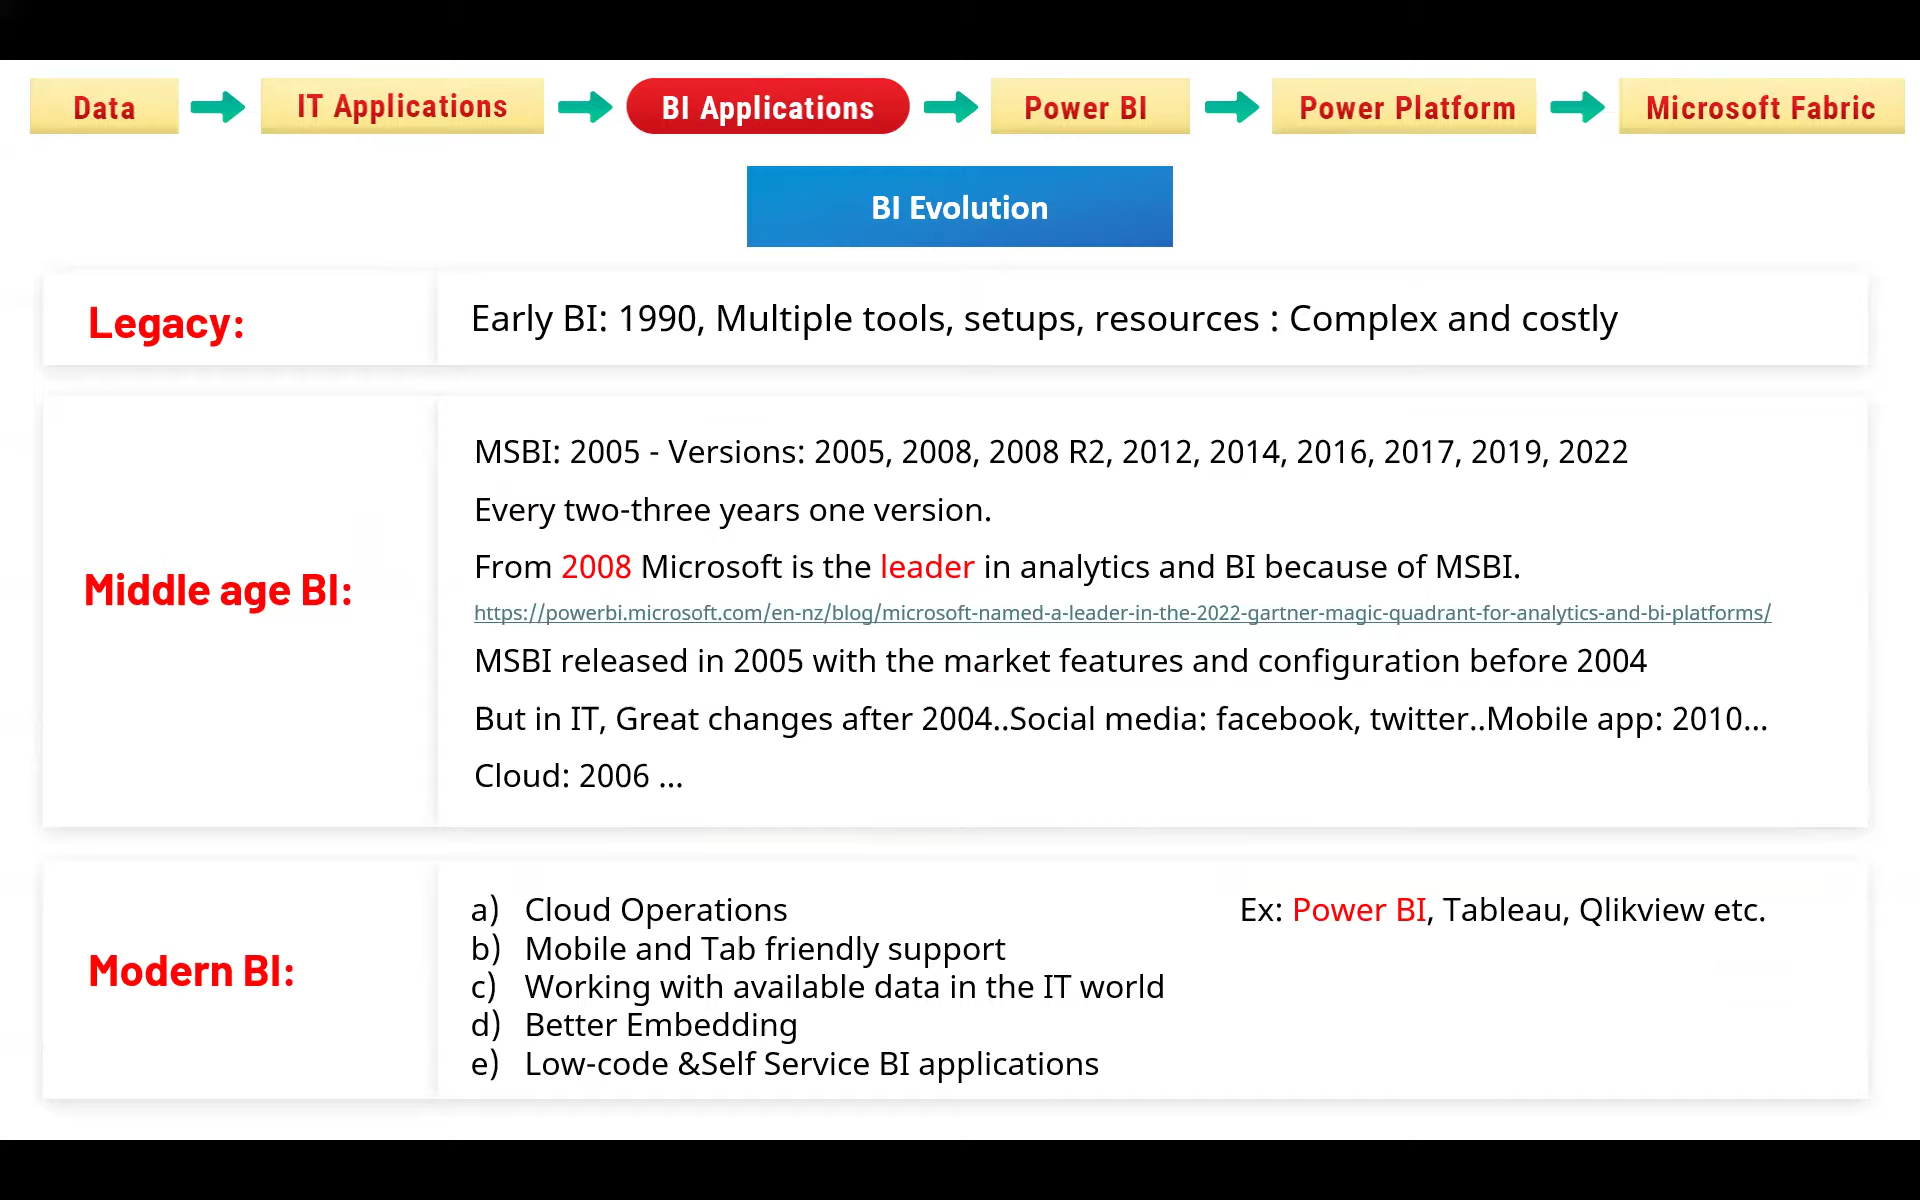 Data
IT Applications
BI Applications
Power BI
Power Platform
Microsoft Fabric
BI Evolution
Legacy:
Early BI: 1990, Multiple tools, setups, resources : Complex and costly
Middle age BI:
MSBI: 2005 - Versions: 2005, 2008, 2008 R2, 2012, 2014, 2016, 2017, 2019, 2022
Every two-three years one version.
From 2008 Microsoft is the leader in analytics and BI because of MSBI.
https://powerbi.microsoft.com/en-nz/blog/microsoft-named-a-leader-in-the-2022-gartner-magic-quadrant-for-analytics-and-bi-platforms/
MSBI released in 2005 with the market features and configuration before 2004
But in IT, Great changes after 2004..Social media: facebook, twitter..Mobile app: 2010...
Cloud: 2006 ...
Modern BI:
a) Cloud Operations
b) Mobile and Tab friendly support
c) Working with available data in the IT world
d) Better Embedding
e) Low-code &Self Service BI applications
Ex: Power BI, Tableau, Qlikview etc.